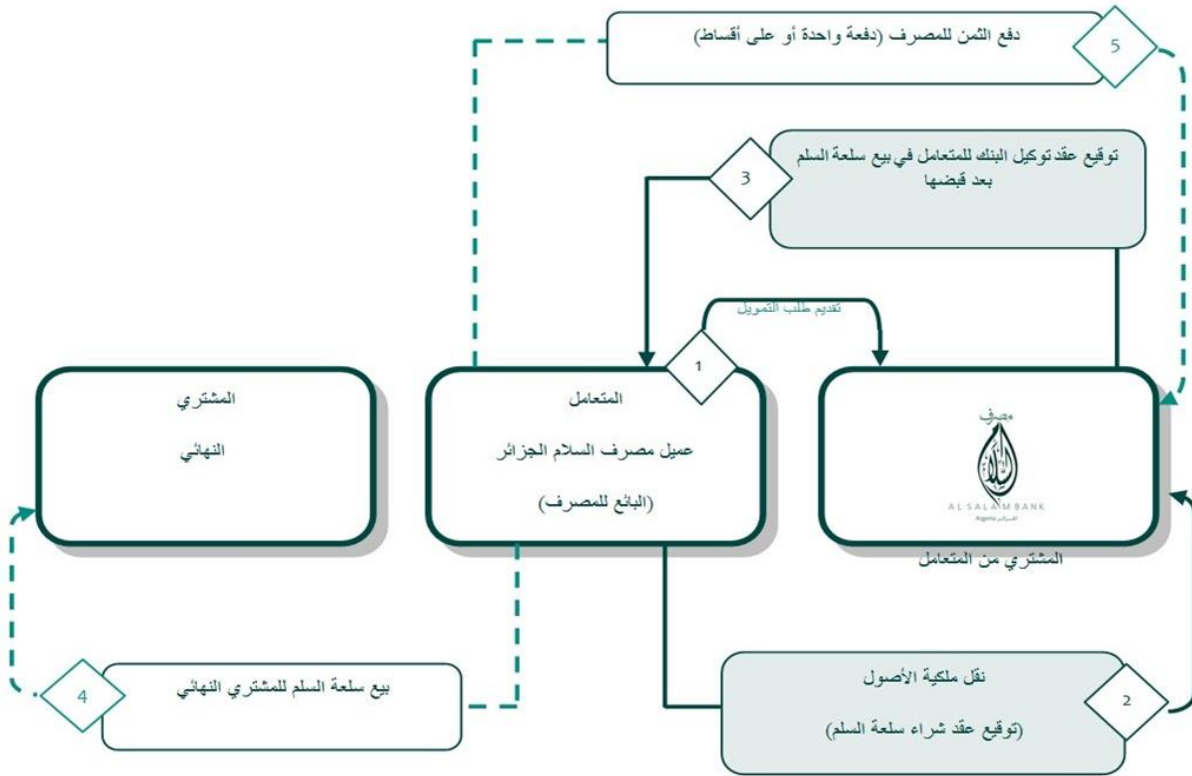 دفع الثمن للمصرف (دفعة واحدة أو على أقساط)
5
توقيع عقد توكيل البنك للمتعامل في بيع سلعة السلم
بعد قبضها
3
تقديم طلب التمويل
1
مصرف
السلام
AL SALAM BANK
Algeria الجزائر
المشتري من المتعامل
المتعامل
عميل مصرف السلام الجزائر
(البائع للمصرف)
المشتري
النهائي
نقل ملكية الأصول
(توقيع عقد شراء سلعة السلم)
2
بيع سلعة السلم للمشتري النهائي
4